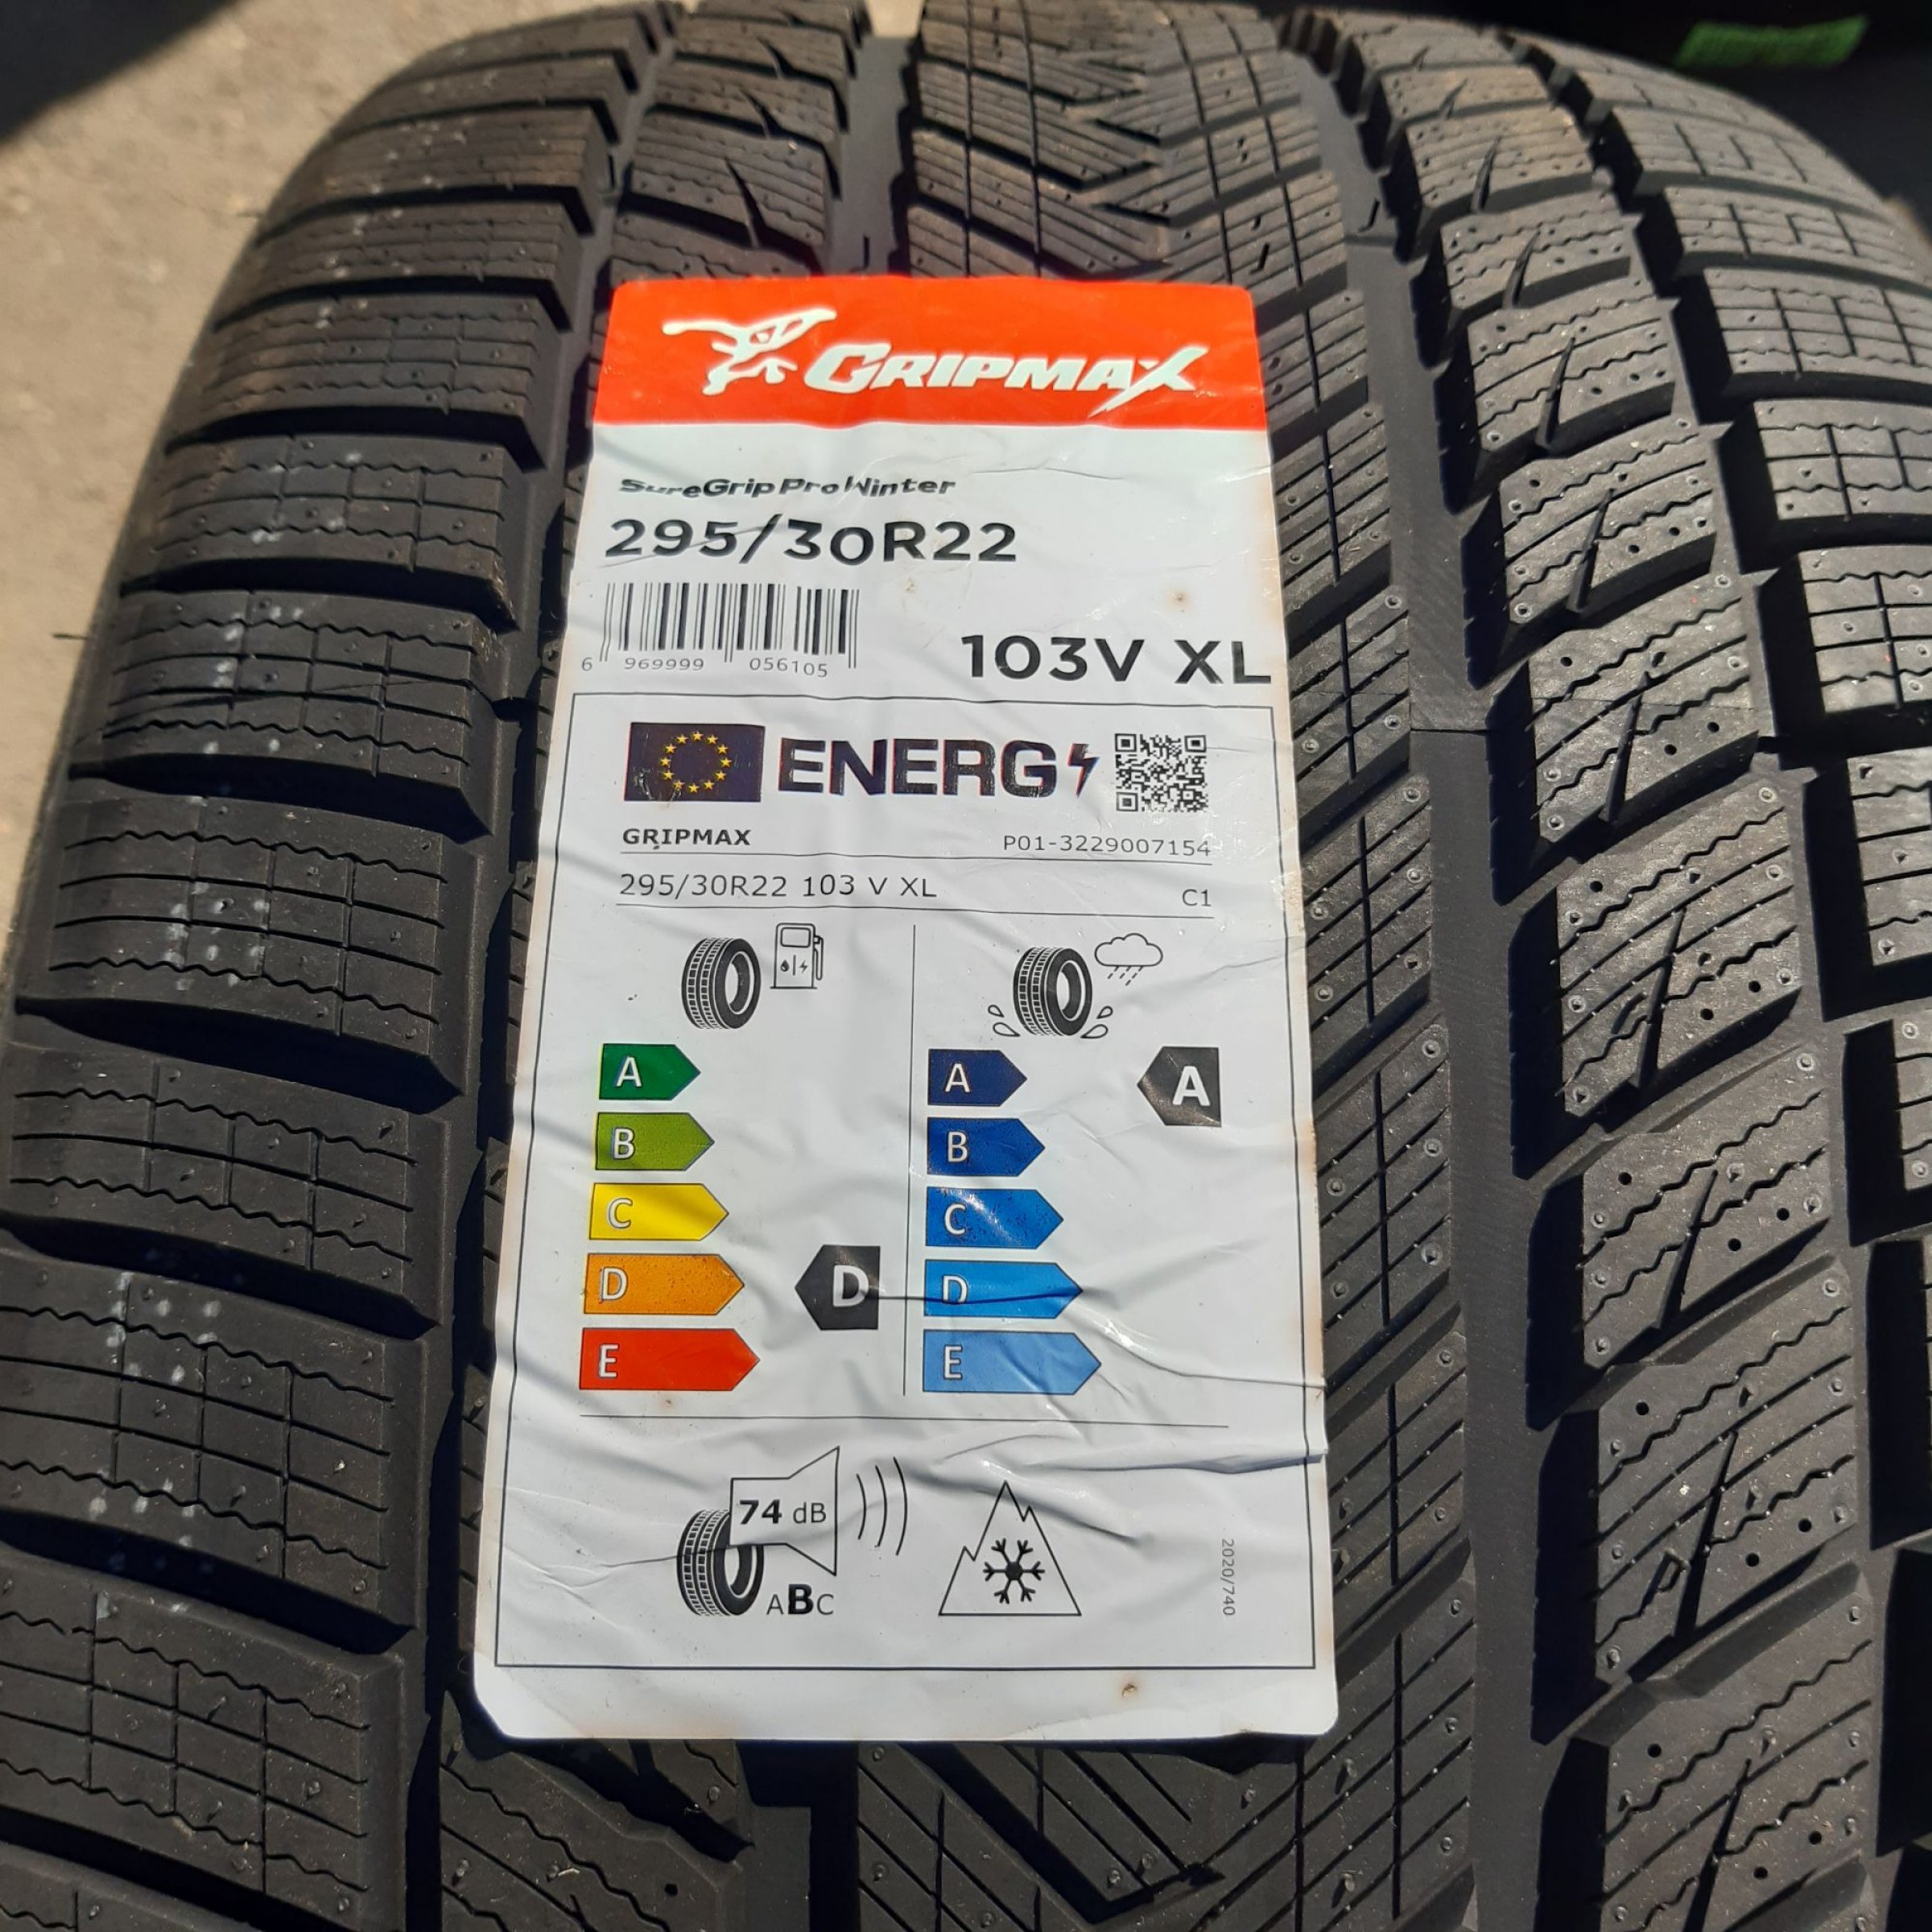 GRIPMAX
SureGrip Pro Winter
295/30R22
6 969999 056105
103V XL
ENERG
GRIPMAX
P01-3229007154
295/30R22 103 V XL
C1
A
A
A
B
B
C
C
D
D
D
E
E
74 dB
ABC
2020/740